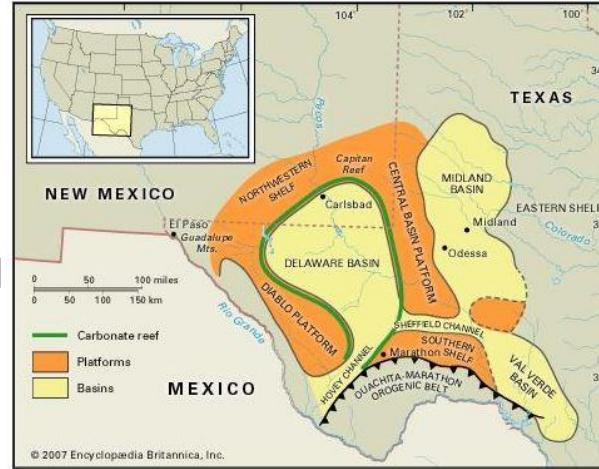 104
102
100
TEXAS
Pecos
NEW MEXICO
NORTHWESTERN
SHELF
Capitan
Reef
Carlsbad
CENTRAL BASIN PLATFORM
MIDLAND
BASIN
EASTERN SHELF
Midland
Colorado
Odessa
El Paso
Guadalupe
Mts.
DELAWARE BASIN
DIABLO PLATFORM
0 50 100 miles
0 50 100 150 km
Rio Grande
Carbonate reef
Platforms
Basins
MEXICO
HOVEY CHANNEL
SHEFFIELD CHANNEL
SOUTHERN
SHELF
Marathon
OUACHITA-MARATHON
OROGENIC BELT
VAL VERDE
BASIN
© 2007 Encyclopædia Britannica, Inc.